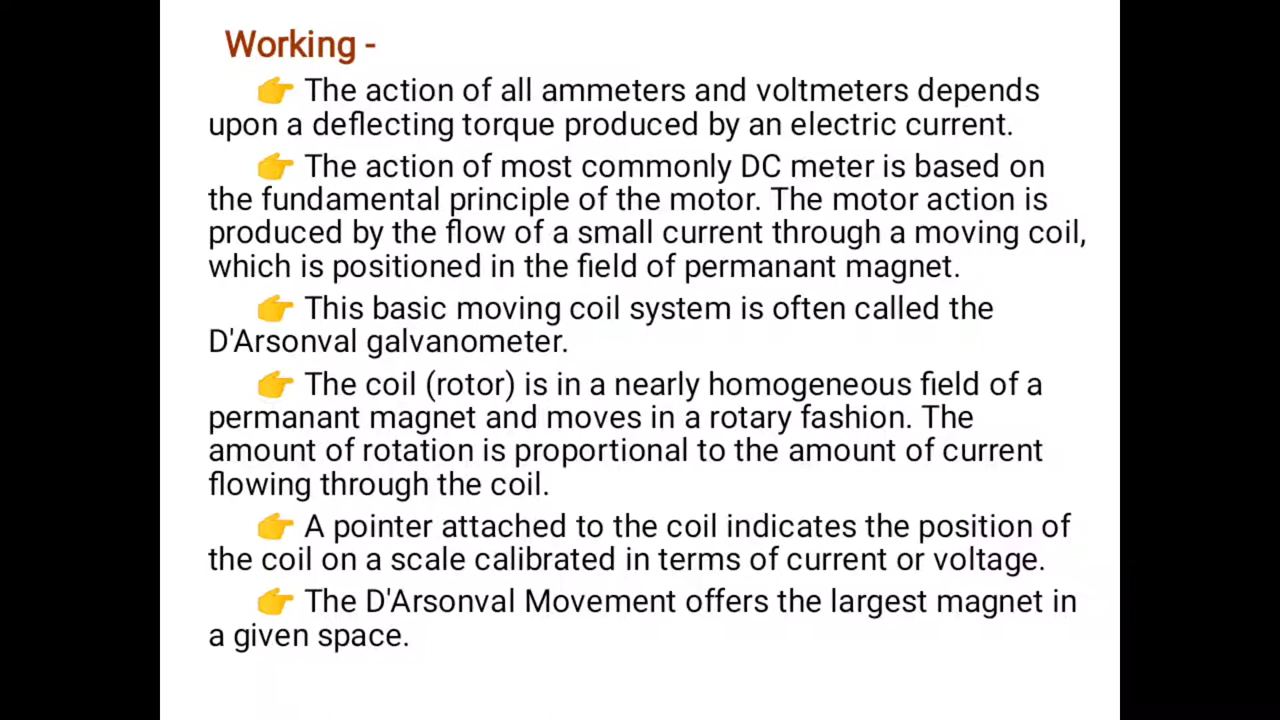 Working -
👉 The action of all ammeters and voltmeters depends
upon a deflecting torque produced by an electric current.
👉 The action of most commonly DC meter is based on
the fundamental principle of the motor. The motor action is
produced by the flow of a small current through a moving coil,
which is positioned in the field of permanant magnet.
👉 This basic moving coil system is often called the
D'Arsonval galvanometer.
👉 The coil (rotor) is in a nearly homogeneous field of a
permanant magnet and moves in a rotary fashion. The
amount of rotation is proportional to the amount of current
flowing through the coil.
👉 A pointer attached to the coil indicates the position of
the coil on a scale calibrated in terms of current or voltage.
👉 The D'Arsonval Movement offers the largest magnet in
a given space.